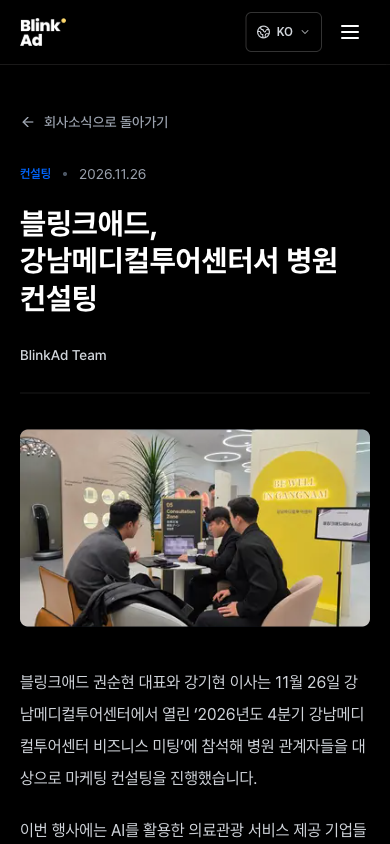 Blink
Ad
KO
회사소식으로 돌아가기
컨설팅 • 2026.11.26
블링크애드,
강남메디컬투어센터서 병원
컨설팅
BlinkAd Team
05
Consultation
Zone
BE WELL
IN GANGNAM
블링크애드 권순현 대표와 강기현 이사는 11월 26일 강
남메디컬투어센터에서 열린 ‘2026년도 4분기 강남메디
컬투어센터 비즈니스 미팅’에 참석해 병원 관계자들을 대
상으로 마케팅 컨설팅을 진행했습니다.
이번 행사에는 AI를 활용한 의료관광 서비스 제공 기업들